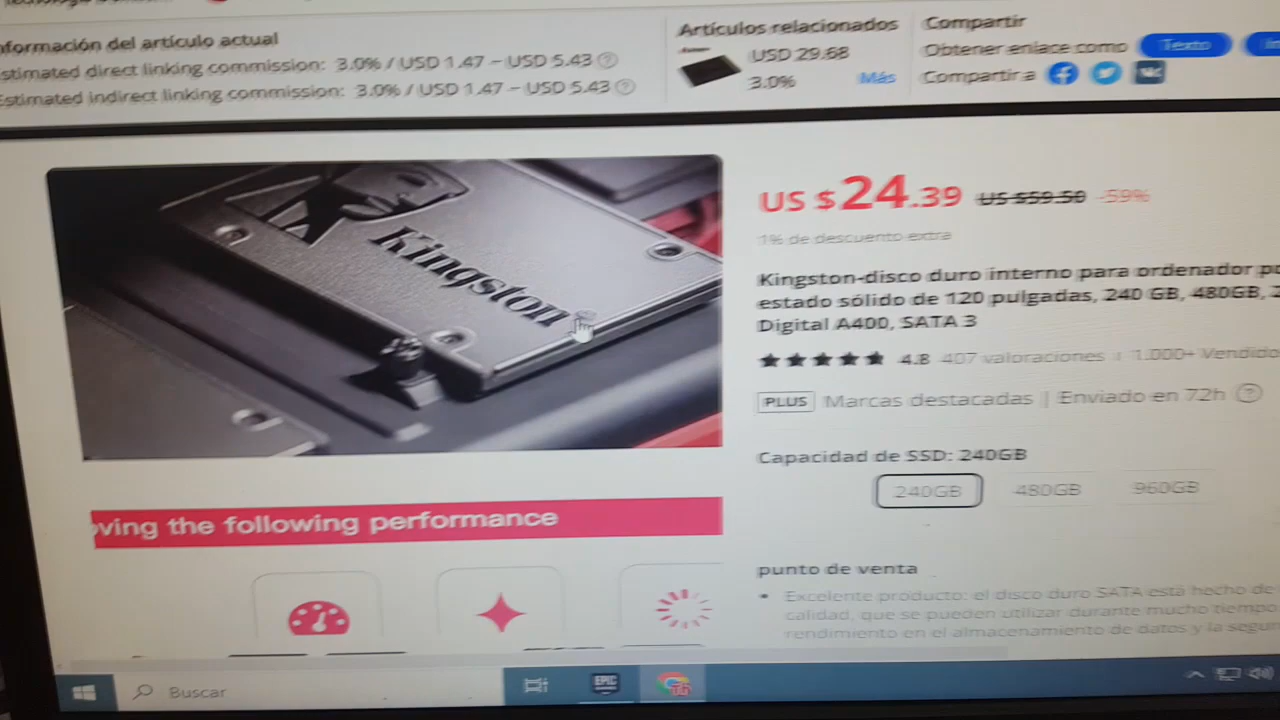 nformación del artículo actual
stimated direct linking commission: 3.0% / USD 1.47 – USD 5.43
Estimated indirect linking commission: 3.0% / USD 1.47 – USD 5.43
Artículos relacionados
USD 29.68
3.0% Más
Compartir
Obtener enlace como Texto
Compartir a
Kingston
US $24.39 US $59.50 -59%
1% de descuento extra
Kingston-disco duro interno para ordenador po
estado sólido de 120 pulgadas, 240 GB, 480GB,
Digital A400, SATA 3
4.8 407 valoraciones 1.000+ Vendido
PLUS Marcas destacadas | Enviado en 72h
Capacidad de SSD: 240GB
240GB 480GB 960GB
oving the following performance
punto de venta
• Excelente producto: el disco duro SATA está hecho de
calidad, que se pueden utilizar durante mucho tiempo
rendimiento en el almacenamiento de datos y la segur
Buscar
EPIC